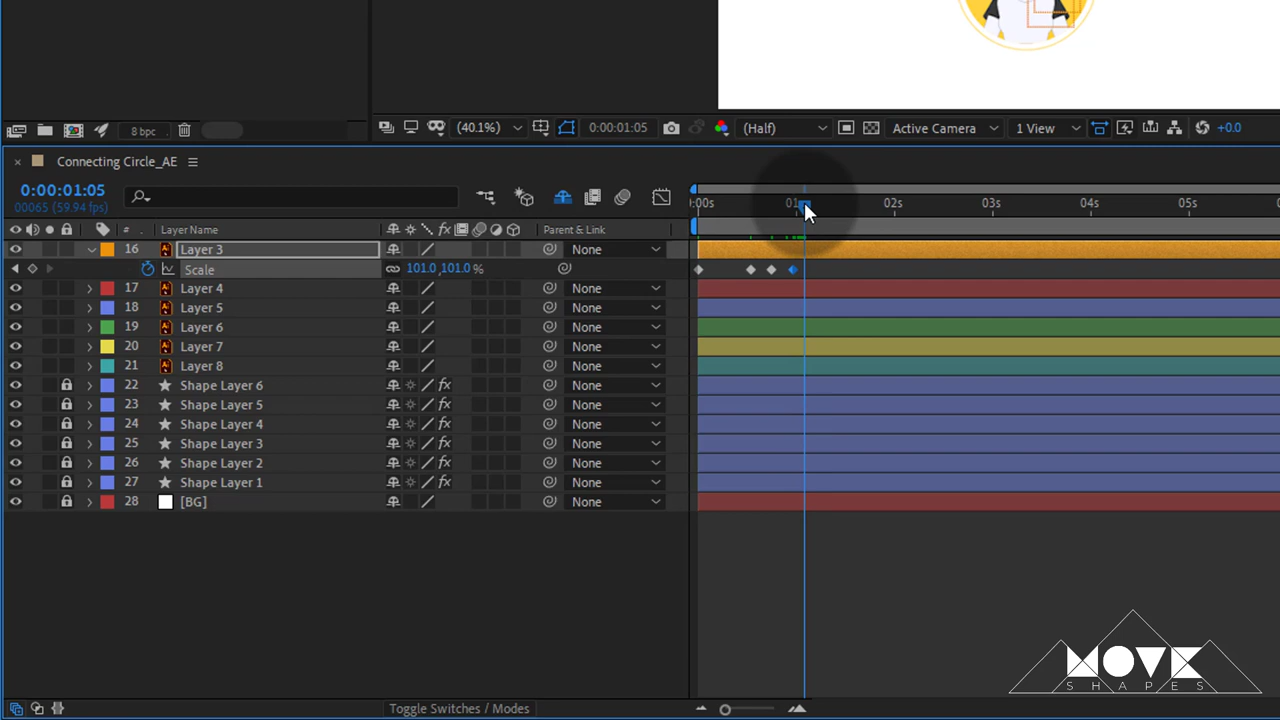 8 bpc
(40.1%)
0:00:01:05
(Half)
Active Camera
1 View
+0.0
Connecting Circle_AE
0:00:01:05
00065 (59.94 fps)
:00s 01 02s 03s 04s 05s
# Layer Name Parent & Link
16 Layer 3 None
Scale 101.0,101.0 %
17 Layer 4 None
18 Layer 5 None
19 Layer 6 None
20 Layer 7 None
21 Layer 8 None
22 Shape Layer 6 None
23 Shape Layer 5 None
24 Shape Layer 4 None
25 Shape Layer 3 None
26 Shape Layer 2 None
27 Shape Layer 1 None
28 [BG] None
MOVE
SHAPES
Toggle Switches / Modes